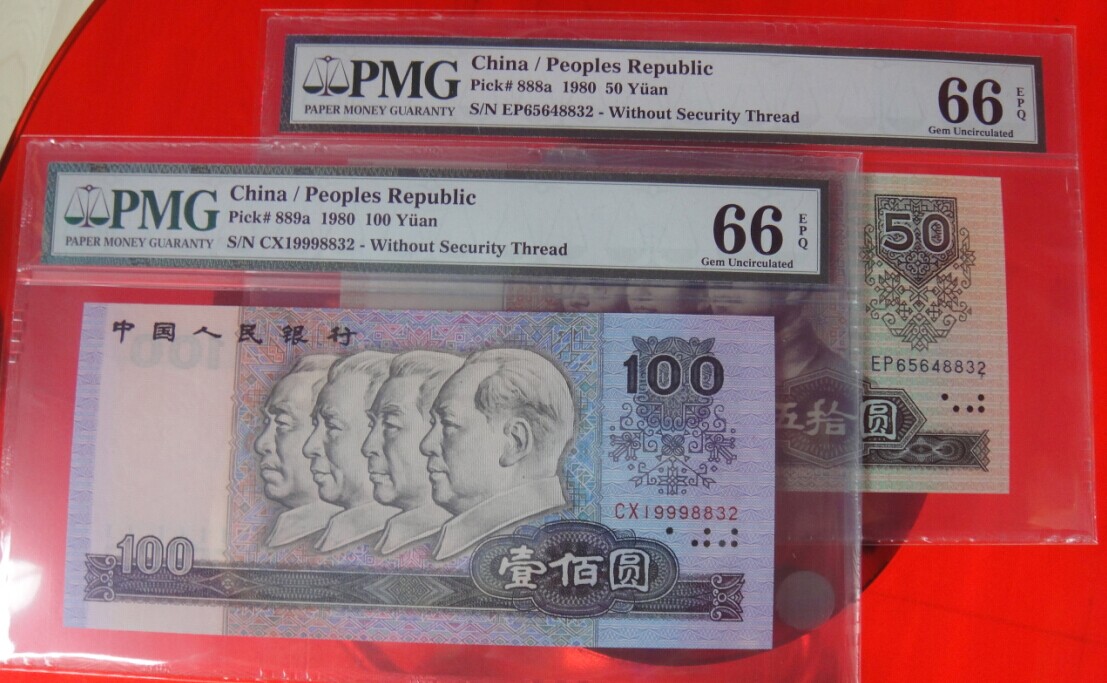 PMG
PAPER MONEY GUARANTY
China / Peoples Republic
Pick# 888a 1980 50 Yüan
S/N EP65648832 - Without Security Thread
66
EPQ
Gem Uncirculated
50
EP65648832
五拾圆
PMG
PAPER MONEY GUARANTY
China / Peoples Republic
Pick# 889a 1980 100 Yüan
S/N CX19998832 - Without Security Thread
66
EPQ
Gem Uncirculated
中国人民银行
100
CX19998832
100
壹佰圆